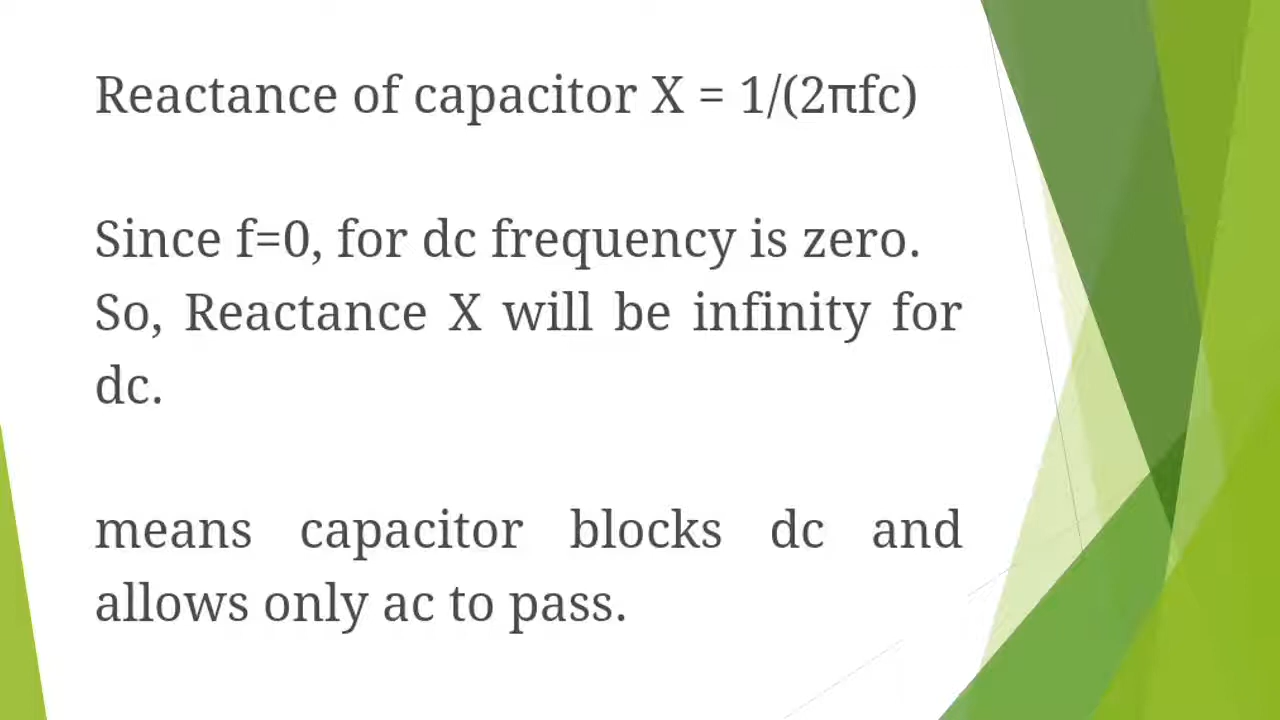 Reactance of capacitor X = 1/(2πfc)
Since f=0, for dc frequency is zero.
So, Reactance X will be infinity for
dc.
means capacitor blocks dc and
allows only ac to pass.